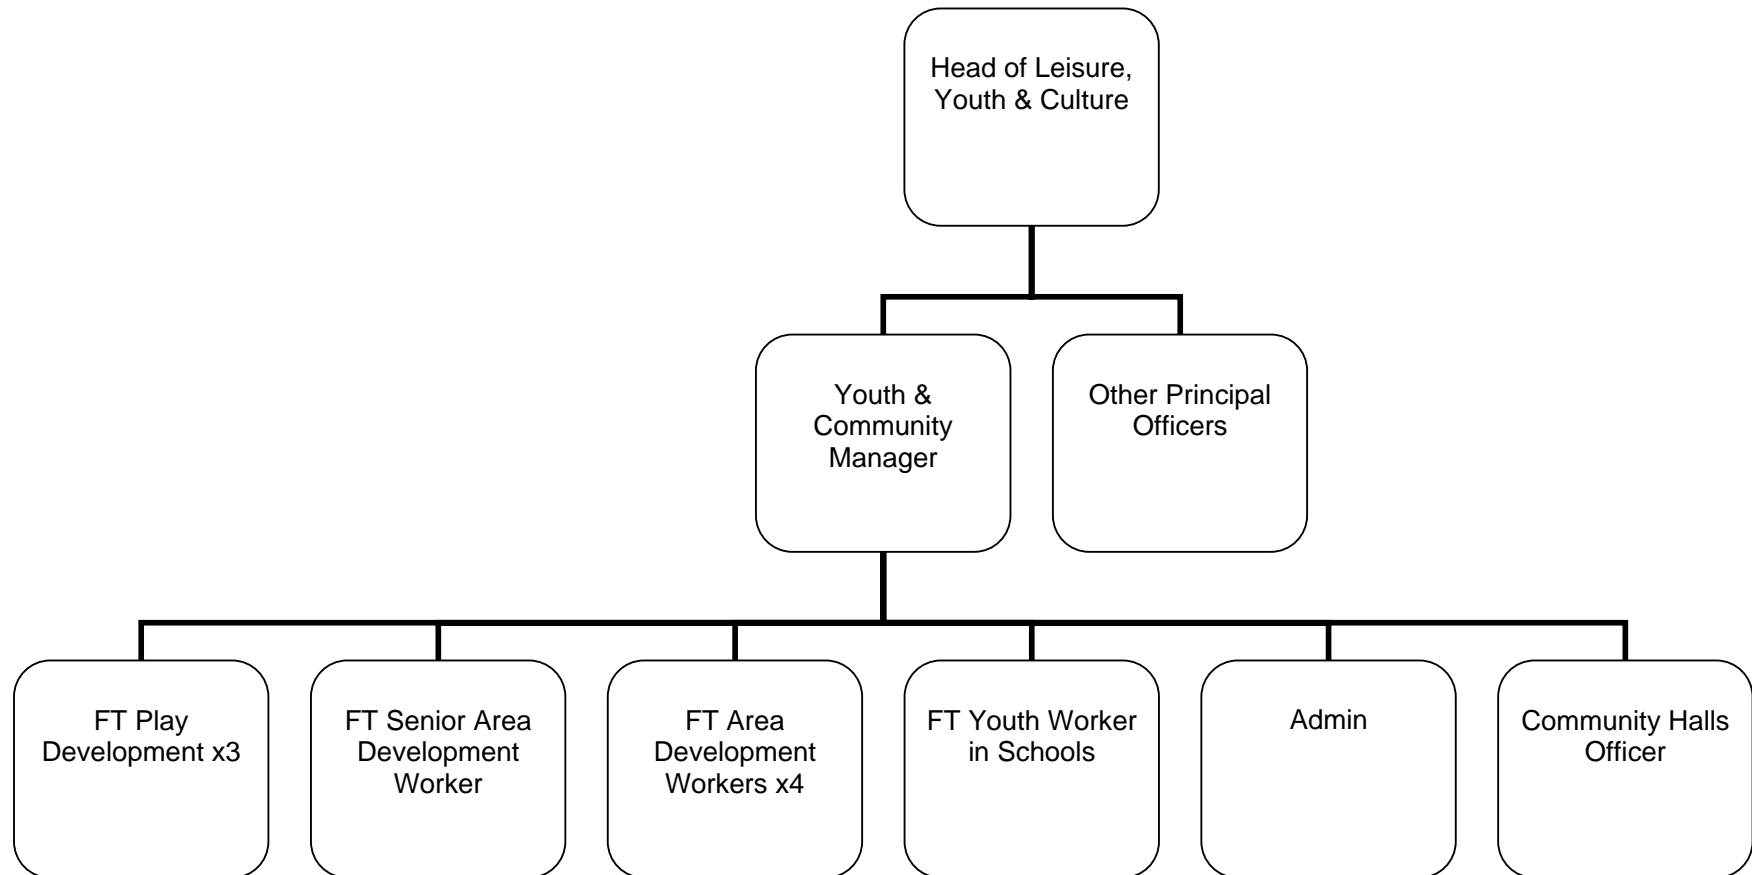 Head of Leisure,
Youth & Culture
Youth &
Community
Manager
Other Principal
Officers
FT Play
Development x3
FT Senior Area
Development
Worker
FT Area
Development
Workers x4
FT Youth Worker
in Schools
Admin
Community Halls
Officer